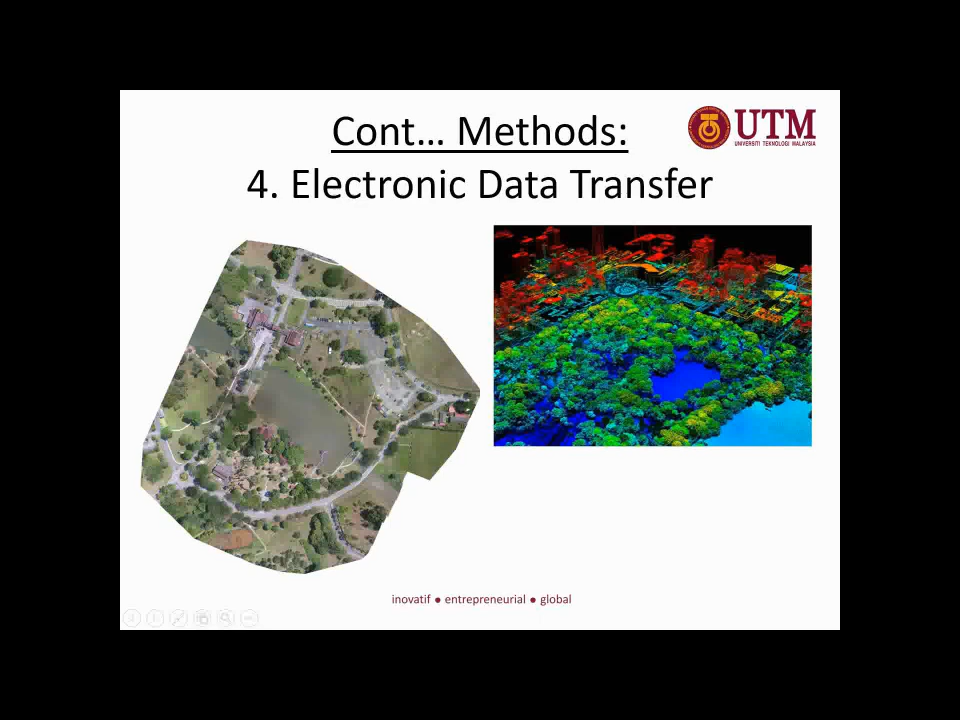 Cont... Methods:
4. Electronic Data Transfer
UTM
UNIVERSITI TEKNOLOGI MALAYSIA
inovatif ● entrepreneurial ● global